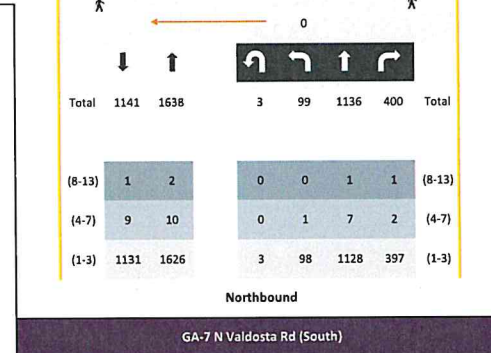 0
Total 1141 1638 3 99 1136 400 Total
(8-13) 1 2 0 0 1 1 (8-13)
(4-7) 9 10 0 1 7 2 (4-7)
(1-3) 1131 1626 3 98 1128 397 (1-3)
Northbound
GA-7 N Valdosta Rd (South)